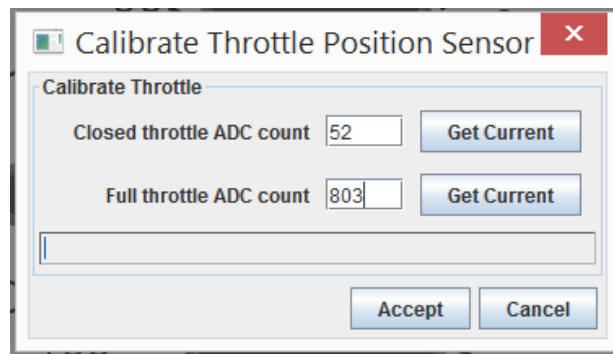 Calibrate Throttle Position Sensor
Calibrate Throttle
Closed throttle ADC count 52 Get Current
Full throttle ADC count 803 Get Current
Accept Cancel